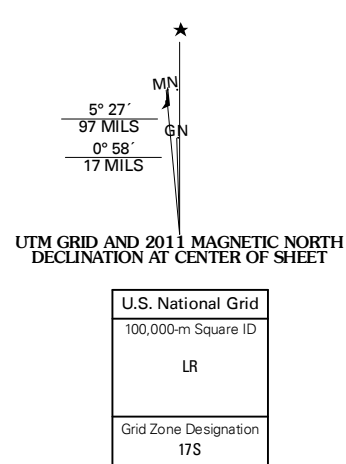 MN
5° 27´
97 MILS
GN
0° 58´
17 MILS
UTM GRID AND 2011 MAGNETIC NORTH
DECLINATION AT CENTER OF SHEET
U.S. National Grid
100,000-m Square ID
LR
Grid Zone Designation
17S